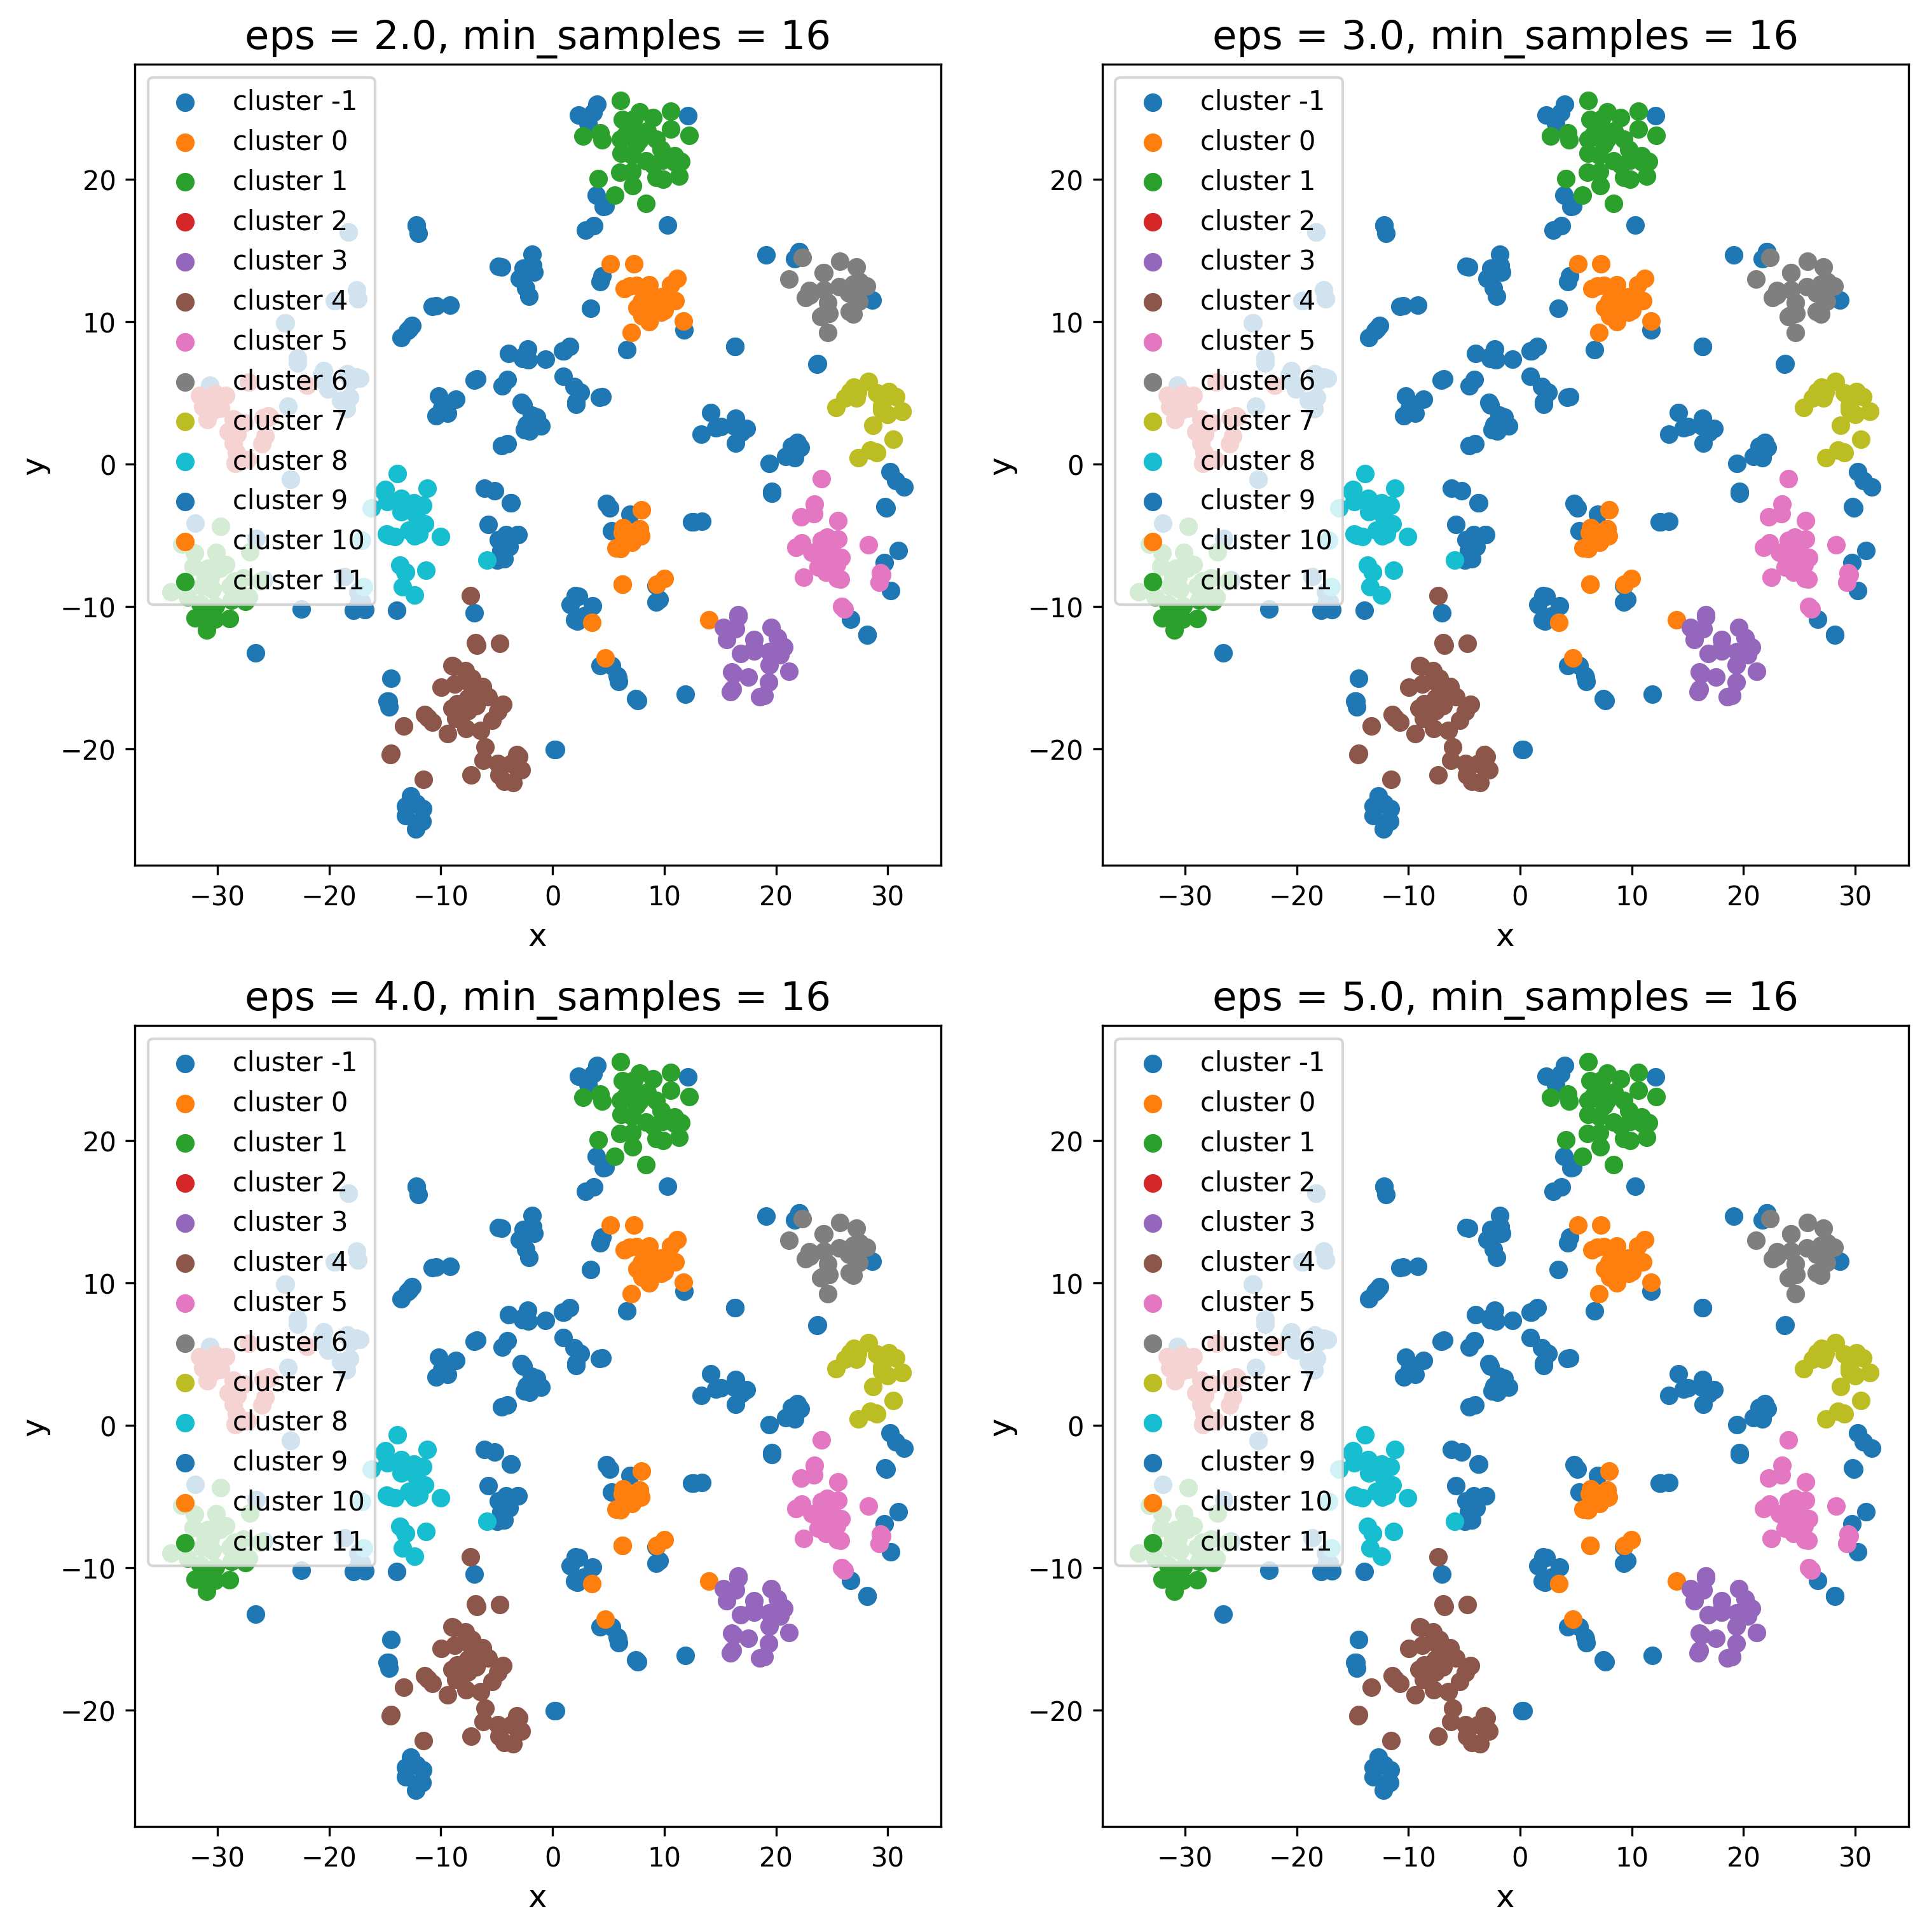 eps = 2.0, min_samples = 16
cluster -1
cluster 0
cluster 1
cluster 2
cluster 3
cluster 4
cluster 5
cluster 6
cluster 7
cluster 8
cluster 9
cluster 10
cluster 11
20
10
0
−10
−20
y
−30 −20 −10 0 10 20 30
x
eps = 3.0, min_samples = 16
cluster -1
cluster 0
cluster 1
cluster 2
cluster 3
cluster 4
cluster 5
cluster 6
cluster 7
cluster 8
cluster 9
cluster 10
cluster 11
20
10
0
−10
−20
y
−30 −20 −10 0 10 20 30
x
eps = 4.0, min_samples = 16
cluster -1
cluster 0
cluster 1
cluster 2
cluster 3
cluster 4
cluster 5
cluster 6
cluster 7
cluster 8
cluster 9
cluster 10
cluster 11
20
10
0
−10
−20
y
−30 −20 −10 0 10 20 30
x
eps = 5.0, min_samples = 16
cluster -1
cluster 0
cluster 1
cluster 2
cluster 3
cluster 4
cluster 5
cluster 6
cluster 7
cluster 8
cluster 9
cluster 10
cluster 11
20
10
0
−10
−20
y
−30 −20 −10 0 10 20 30
x